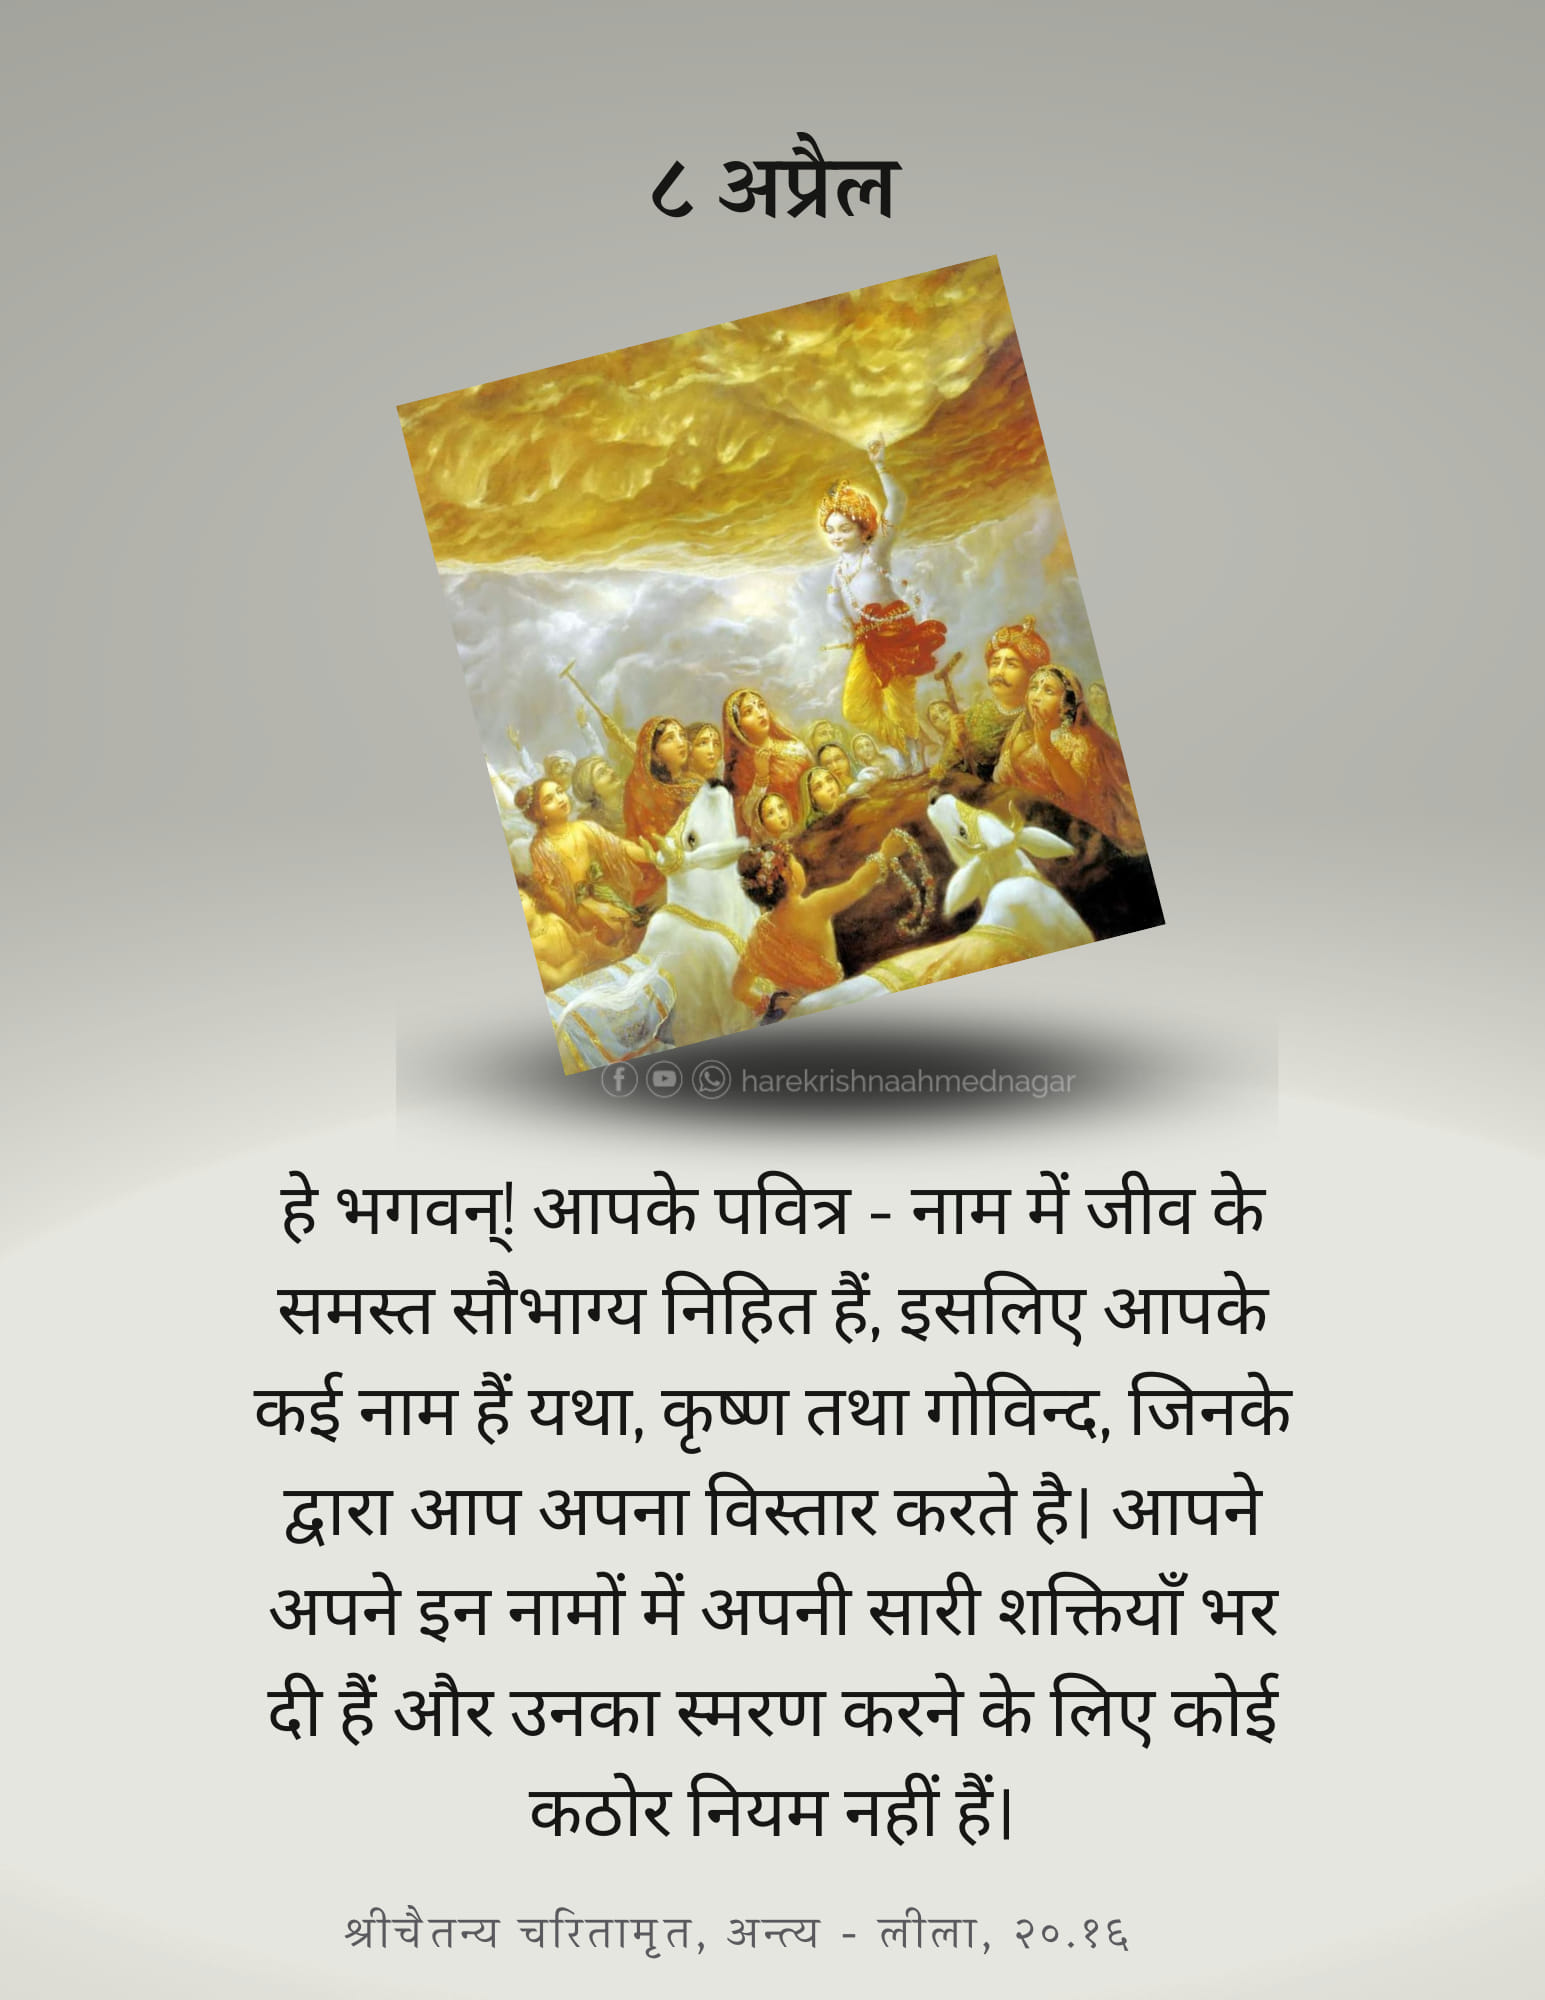 ८ अप्रैल
harekrishnaahmednagar
हे भगवन्! आपके पवित्र - नाम में जीव के
समस्त सौभाग्य निहित हैं, इसलिए आपके
कई नाम हैं यथा, कृष्ण तथा गोविन्द, जिनके
द्वारा आप अपना विस्तार करते है। आपने
अपने इन नामों में अपनी सारी शक्तियाँ भर
दी हैं और उनका स्मरण करने के लिए कोई
कठोर नियम नहीं हैं।
श्रीचैतन्य चरितामृत, अन्त्य - लीला, २०.१६